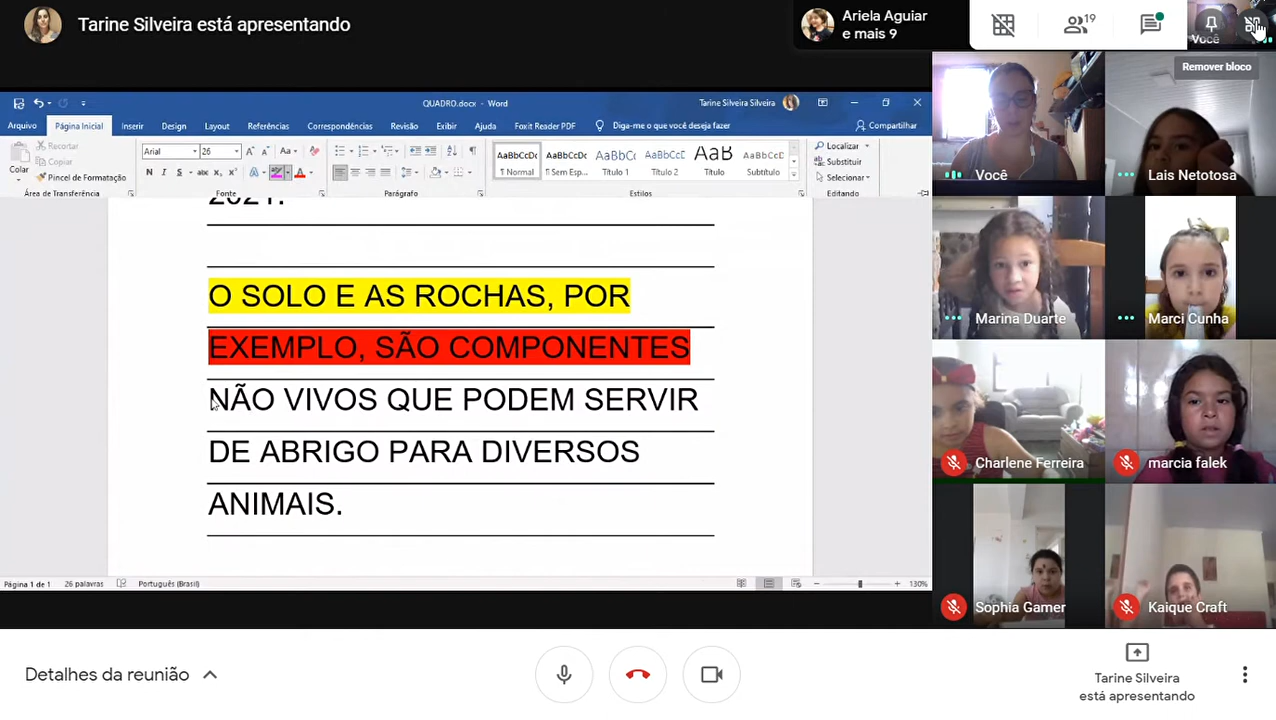 Tarine Silveira está apresentando
Ariela Aguiar
e mais 9
19
Você
Remover bloco
QUADRO.docx - Word
Tarine Silveira Silveira
Arquivo Página Inicial Inserir Design Layout Referências Correspondências Revisão Exibir Ajuda Foxit Reader PDF Diga-me o que você deseja fazer Compartilhar
Colar
Recortar
Copiar
Pincel de Formatação
Área de Transferência
Arial 26
N I S abc x₂ x²
Fonte
Parágrafo
AaBbCcDc AaBbCcDc AaBbCc AaBbCcC AaB AaBbCcC
¶ Normal ¶ Sem Esp... Título 1 Título 2 Título Subtítulo
Estilos
Localizar
Substituir
Selecionar
Editando
2021.
O SOLO E AS ROCHAS, POR
EXEMPLO, SÃO COMPONENTES
NÃO VIVOS QUE PODEM SERVIR
DE ABRIGO PARA DIVERSOS
ANIMAIS.
Página 1 de 1 26 palavras Português (Brasil) 130%
Você
Lais Netotosa
Marina Duarte
Marci Cunha
Charlene Ferreira
marcia falek
Sophia Gamer
Kaique Craft
Detalhes da reunião
Tarine Silveira
está apresentando